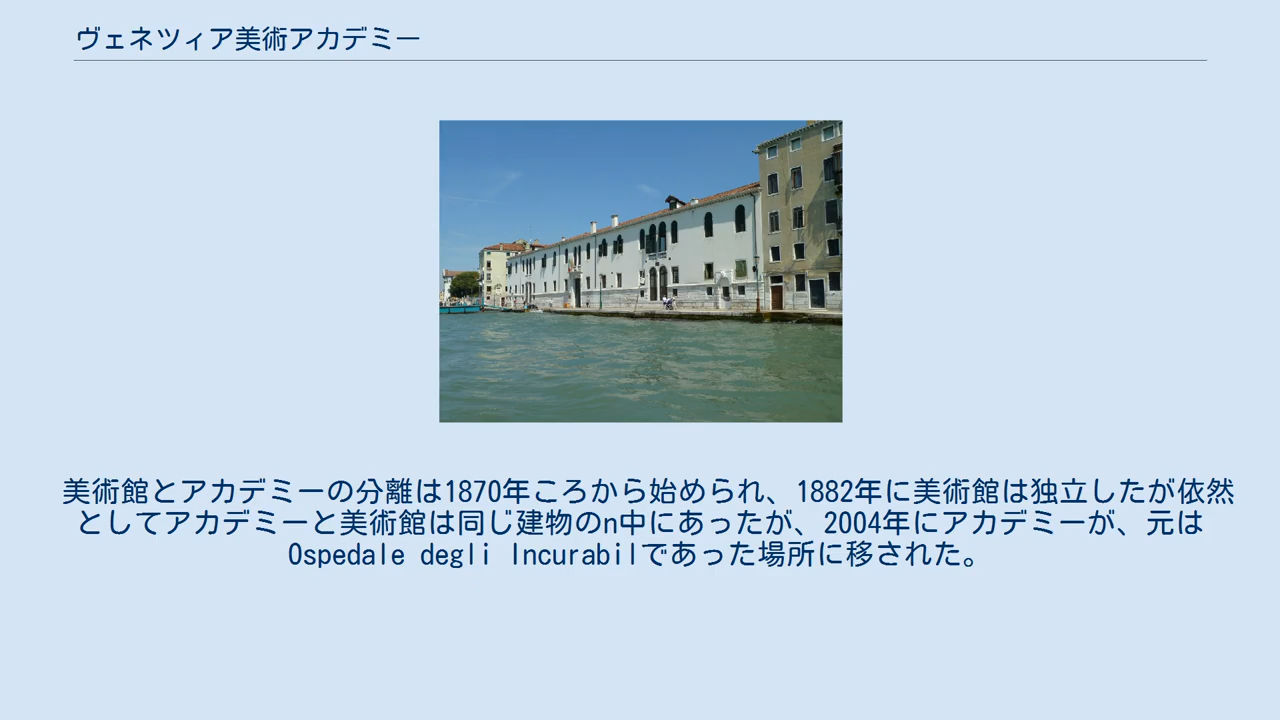 ヴェネツィア美術アカデミー
美術館とアカデミーの分離は1870年ころから始められ、1882年に美術館は独立したが依然
としてアカデミーと美術館は同じ建物のn中にあったが、2004年にアカデミーが、元は
Ospedale degli Incurabilであった場所に移された。